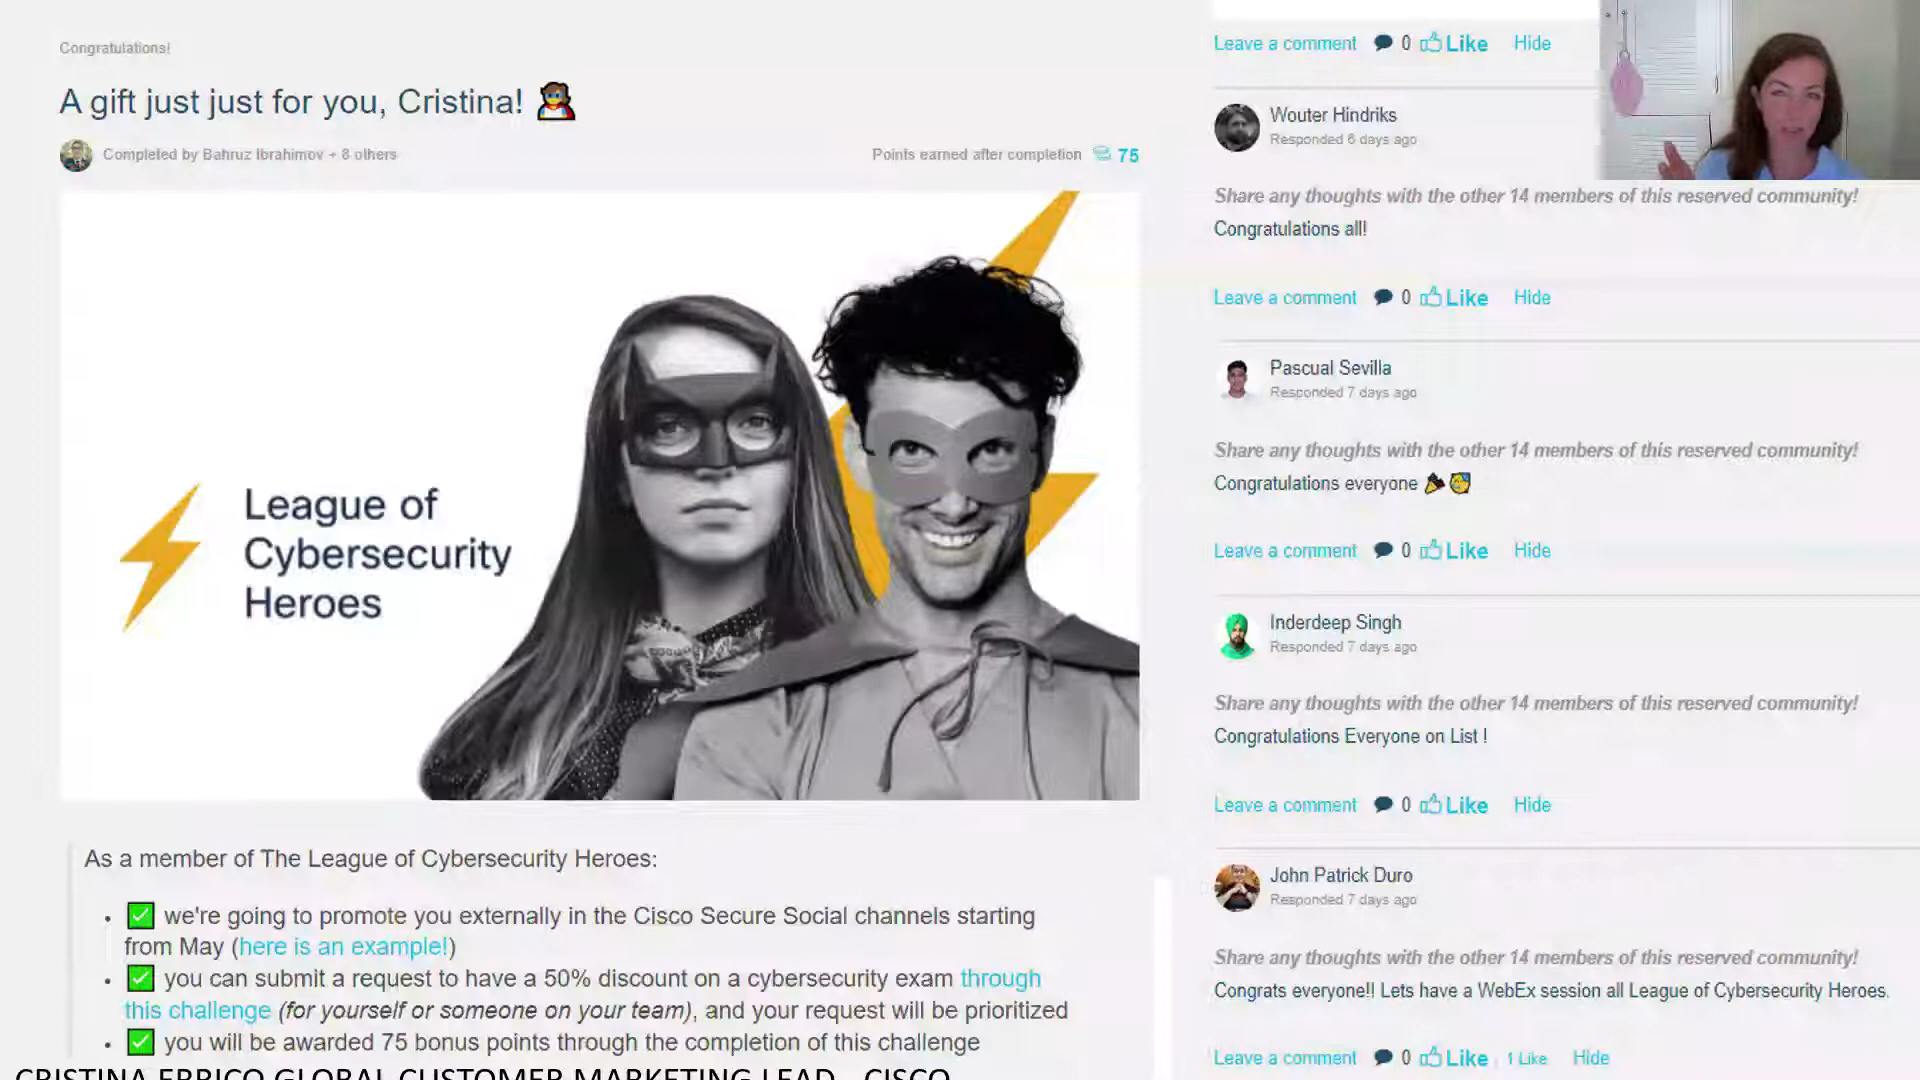 Congratulations!
A gift just just for you, Cristina!
Completed by Bahruz Ibrahimov + 8 others
Points earned after completion 75
League of
Cybersecurity
Heroes
As a member of The League of Cybersecurity Heroes:
• ✅ we're going to promote you externally in the Cisco Secure Social channels starting
from May (here is an example!)
• ✅ you can submit a request to have a 50% discount on a cybersecurity exam through
this challenge (for yourself or someone on your team), and your request will be prioritized
• ✅ you will be awarded 75 bonus points through the completion of this challenge
CRISTINA ERRICO GLOBAL CUSTOMER MARKETING LEAD - CISCO
Leave a comment 0 Like Hide
Wouter Hindriks
Responded 6 days ago
Share any thoughts with the other 14 members of this reserved community!
Congratulations all!
Leave a comment 0 Like Hide
Pascual Sevilla
Responded 7 days ago
Share any thoughts with the other 14 members of this reserved community!
Congratulations everyone
Leave a comment 0 Like Hide
Inderdeep Singh
Responded 7 days ago
Share any thoughts with the other 14 members of this reserved community!
Congratulations Everyone on List !
Leave a comment 0 Like Hide
John Patrick Duro
Responded 7 days ago
Share any thoughts with the other 14 members of this reserved community!
Congrats everyone!! Lets have a WebEx session all League of Cybersecurity Heroes.
Leave a comment 0 Like . 1 Like Hide